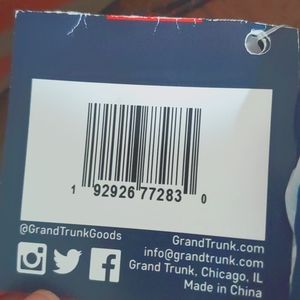 1 92926 77283 0
@GrandTrunkGoods
GrandTrunk.com
info@grandtrunk.com
Grand Trunk, Chicago, IL
Made in China